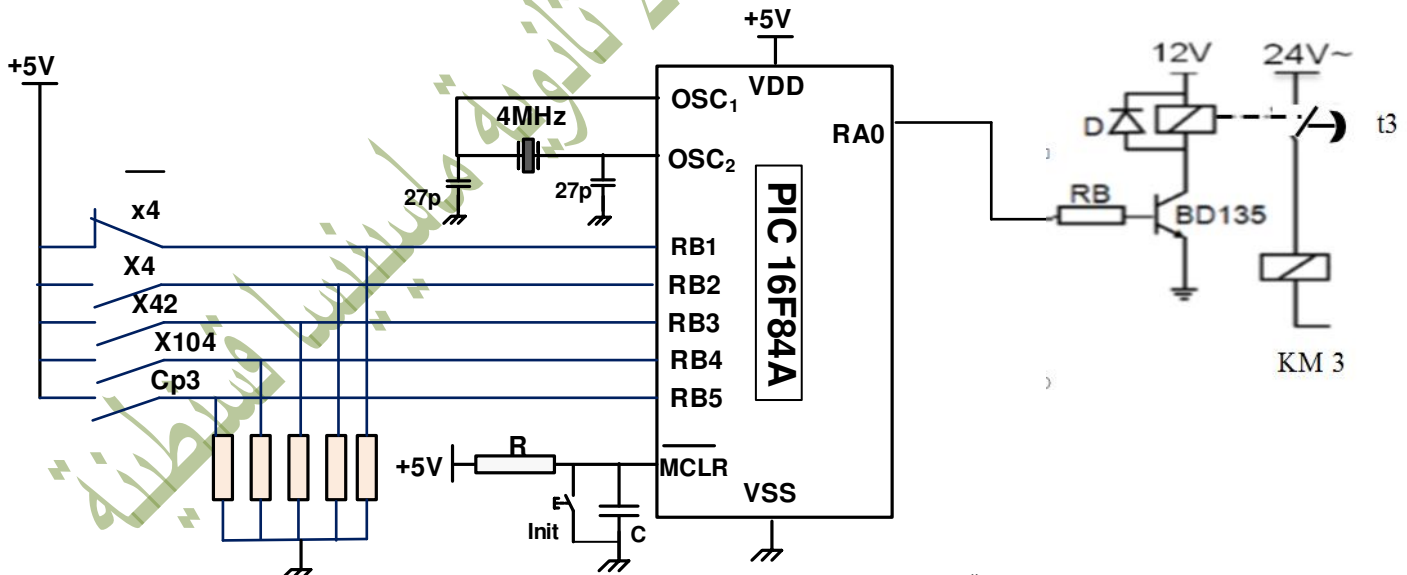 +5V
+5V
12V
24V~
VDD
OSC₁
4MHz
RA0
D
t3
OSC₂
27p
27p
x4
PIC 16F84A
RB
BD135
RB1
X4
RB2
X42
RB3
X104
RB4
KM 3
Cp3
RB5
R
+5V
MCLR
VSS
Init
C